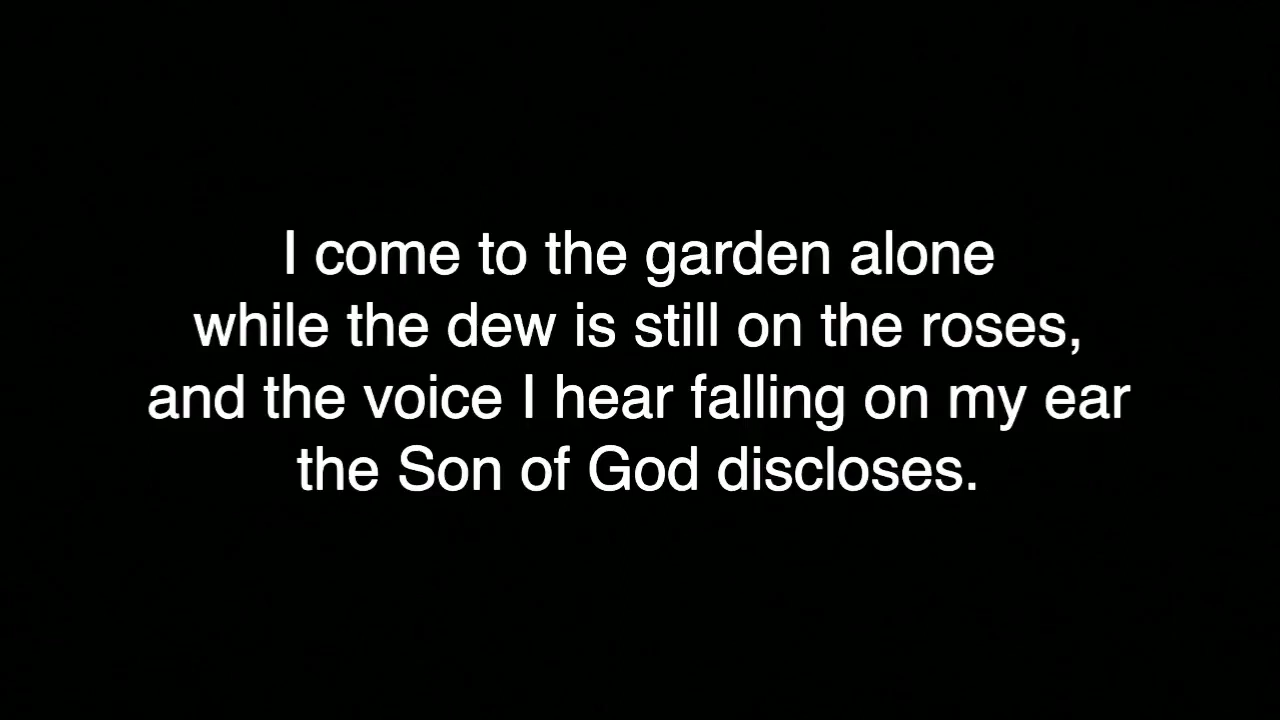 I come to the garden alone
while the dew is still on the roses,
and the voice I hear falling on my ear
the Son of God discloses.